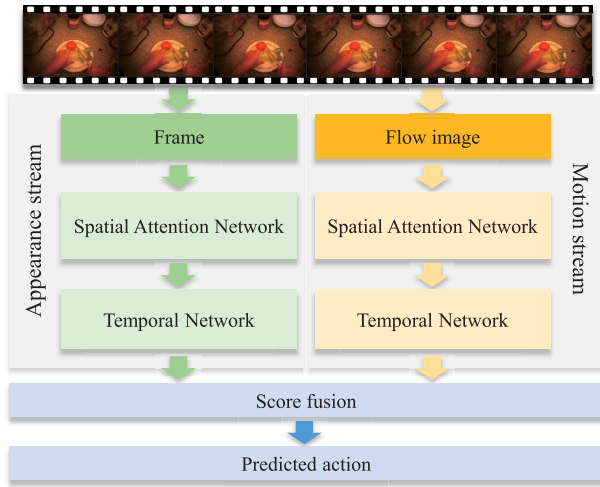 Appearance stream
Frame
Spatial Attention Network
Temporal Network
Flow image
Spatial Attention Network
Temporal Network
Motion stream
Score fusion
Predicted action